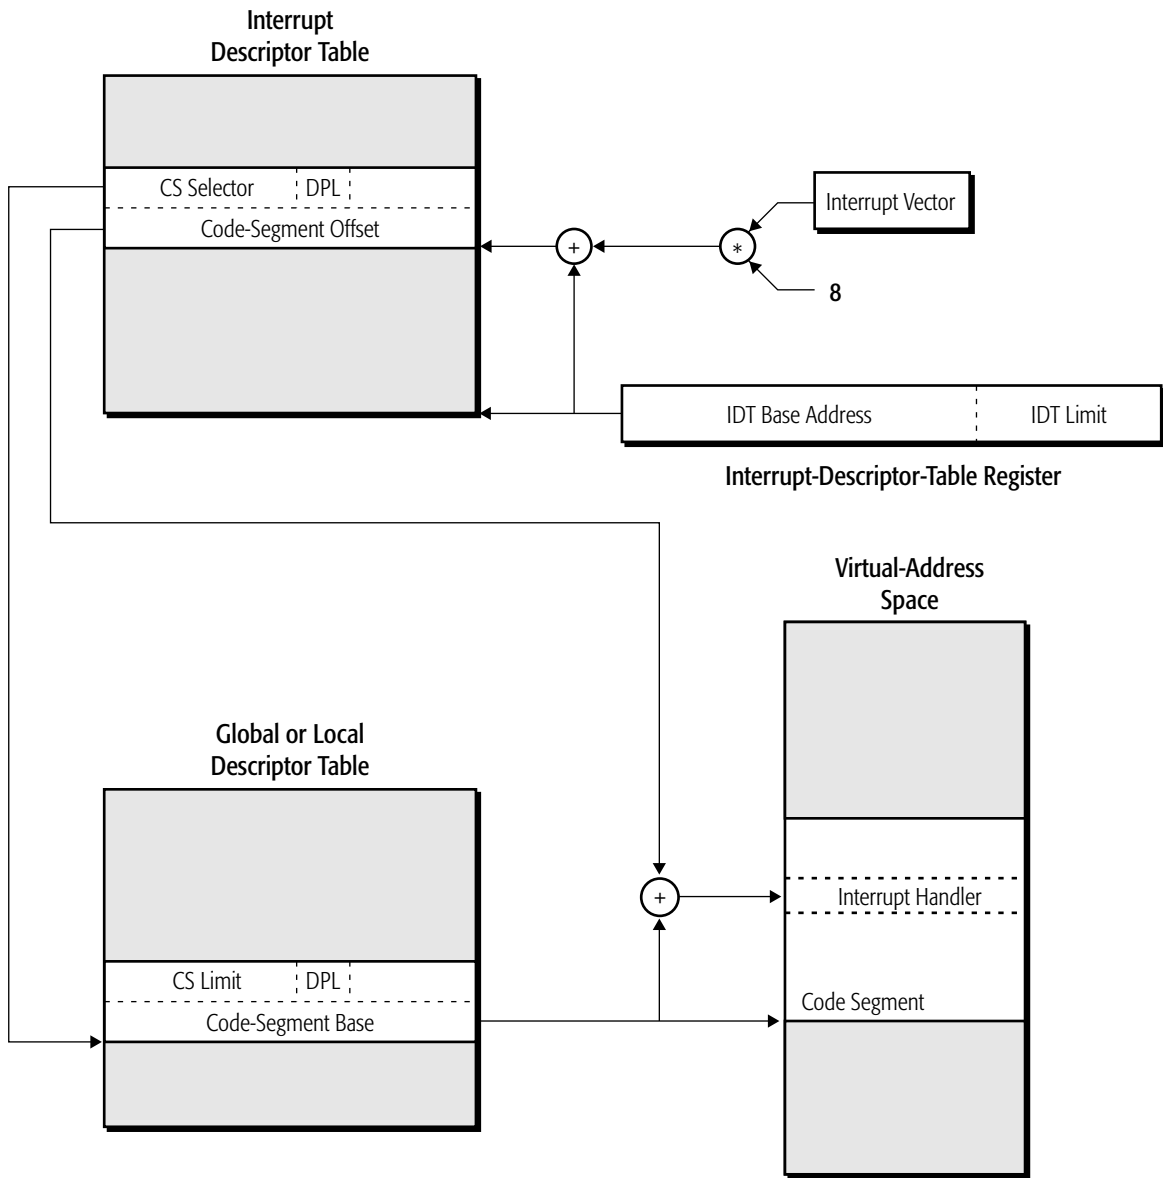 Interrupt
Descriptor Table
CS Selector DPL
Code-Segment Offset
Interrupt Vector
+
*
8
IDT Base Address IDT Limit
Interrupt-Descriptor-Table Register
Virtual-Address
Space
Global or Local
Descriptor Table
+
Interrupt Handler
CS Limit DPL
Code-Segment Base
Code Segment